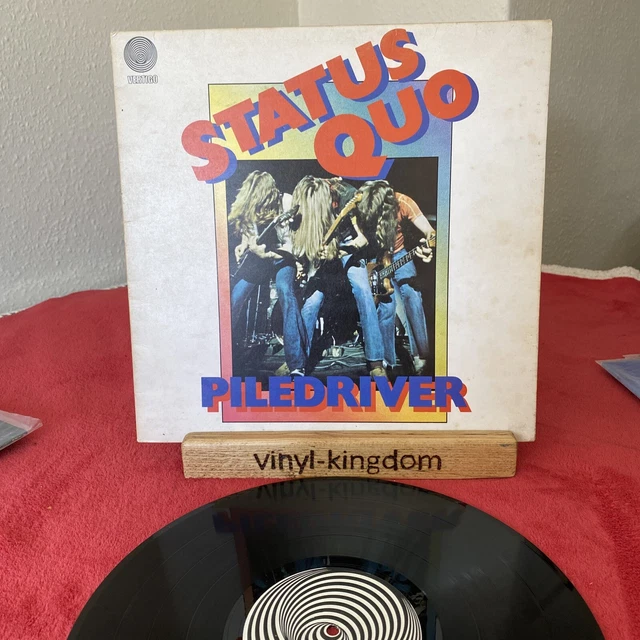 VERTIGO
STATUS
QUO
PILEDRIVER
vinyl-kingdom